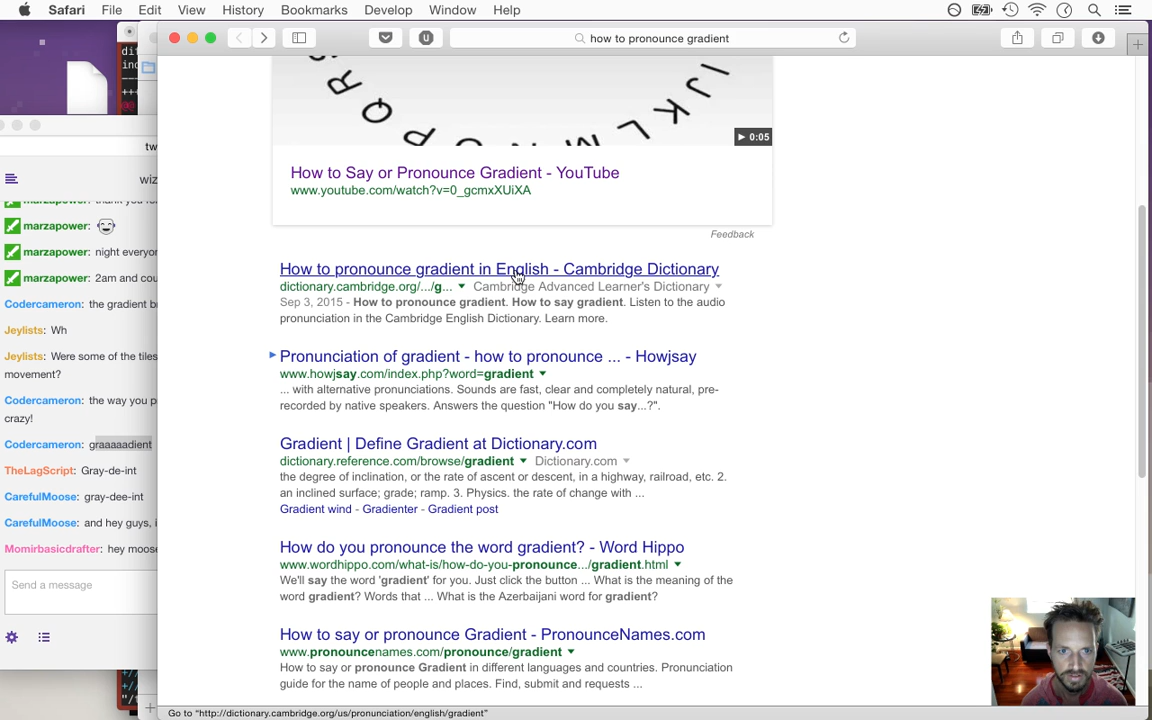 Safari File Edit View History Bookmarks Develop Window Help
how to pronounce gradient
I J K L M N O P Q R S
0:05
How to Say or Pronounce Gradient - YouTube
www.youtube.com/watch?v=0_gcmxXUiXA
Feedback
How to pronounce gradient in English - Cambridge Dictionary
dictionary.cambridge.org/.../g... Cambridge Advanced Learner's Dictionary
Sep 3, 2015 - How to pronounce gradient. How to say gradient. Listen to the audio
pronunciation in the Cambridge English Dictionary. Learn more.
Pronunciation of gradient - how to pronounce ... - Howjsay
www.howjsay.com/index.php?word=gradient
... with alternative pronunciations. Sounds are fast, clear and completely natural, pre-
recorded by native speakers. Answers the question "How do you say...?".
Gradient | Define Gradient at Dictionary.com
dictionary.reference.com/browse/gradient Dictionary.com
the degree of inclination, or the rate of ascent or descent, in a highway, railroad, etc. 2.
an inclined surface; grade; ramp. 3. Physics. the rate of change with ...
Gradient wind - Gradienter - Gradient post
How do you pronounce the word gradient? - Word Hippo
www.wordhippo.com/what-is/how-do-you-pronounce.../gradient.html
We'll say the word 'gradient' for you. Just click the button ... What is the meaning of the
word gradient? Words that ... What is the Azerbaijani word for gradient?
How to say or pronounce Gradient - PronounceNames.com
www.pronouncenames.com/pronounce/gradient
How to say or pronounce Gradient in different languages and countries. Pronunciation
guide for the name of people and places. Find, submit and requests ...
Go to "http://dictionary.cambridge.org/us/pronunciation/english/gradient"
tw
wiz
marzapower:
marzapower: night everyor
marzapower: 2am and cou
Codercameron: the gradient b
Jeylists: Wh
Jeylists: Were some of the tiles
movement?
Codercameron: the way you p
crazy!
Codercameron: graaaaadient
TheLagScript: Gray-de-int
CarefulMoose: gray-dee-int
CarefulMoose: and hey guys, i
Momirbasicdrafter: hey moose
Send a message